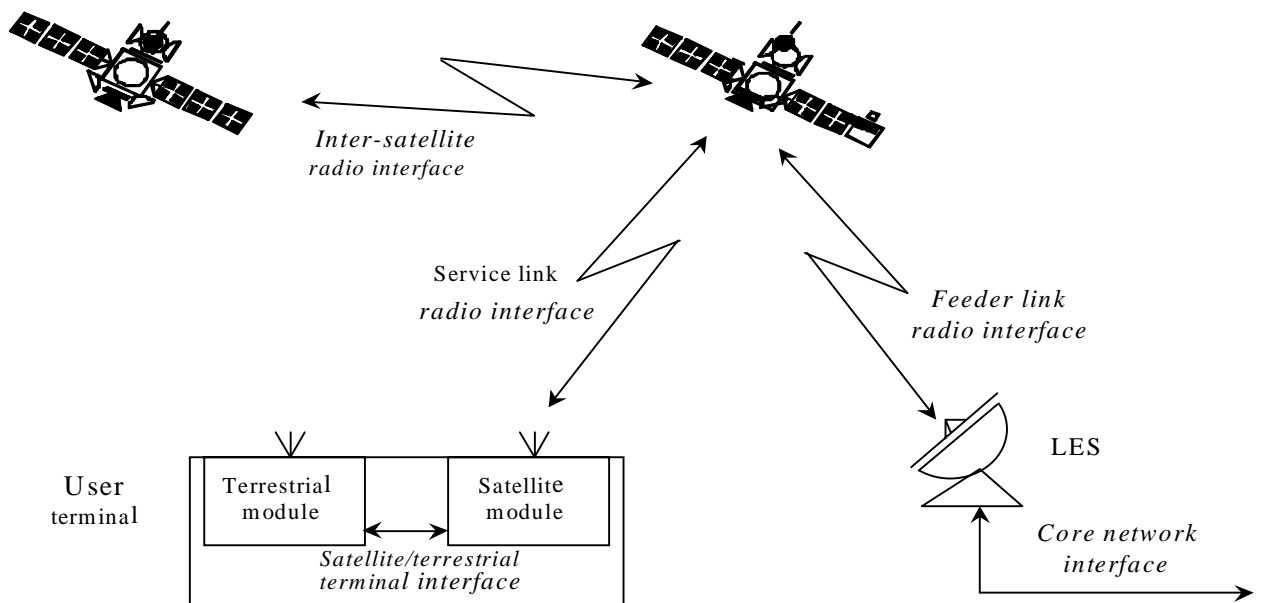 Inter-satellite
radio interface
Service link
radio interface
Feeder link
radio interface
LES
User
terminal
Terrestrial
module
Satellite
module
Satellite/terrestrial
terminal interface
Core network
interface